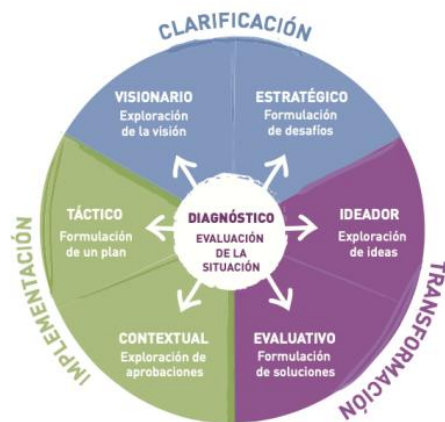 CLARIFICACIÓN
VISIONARIO
Exploración
de la visión
ESTRATÉGICO
Formulación
de desafíos
TÁCTICO
Formulación
de un plan
DIAGNÓSTICO
EVALUACIÓN
DE LA
SITUACIÓN
IDEADOR
Exploración
de ideas
CONTEXTUAL
Exploración de
aprobaciones
EVALUATIVO
Formulación
de soluciones
IMPLEMENTACIÓN
TRANSFORMACIÓN